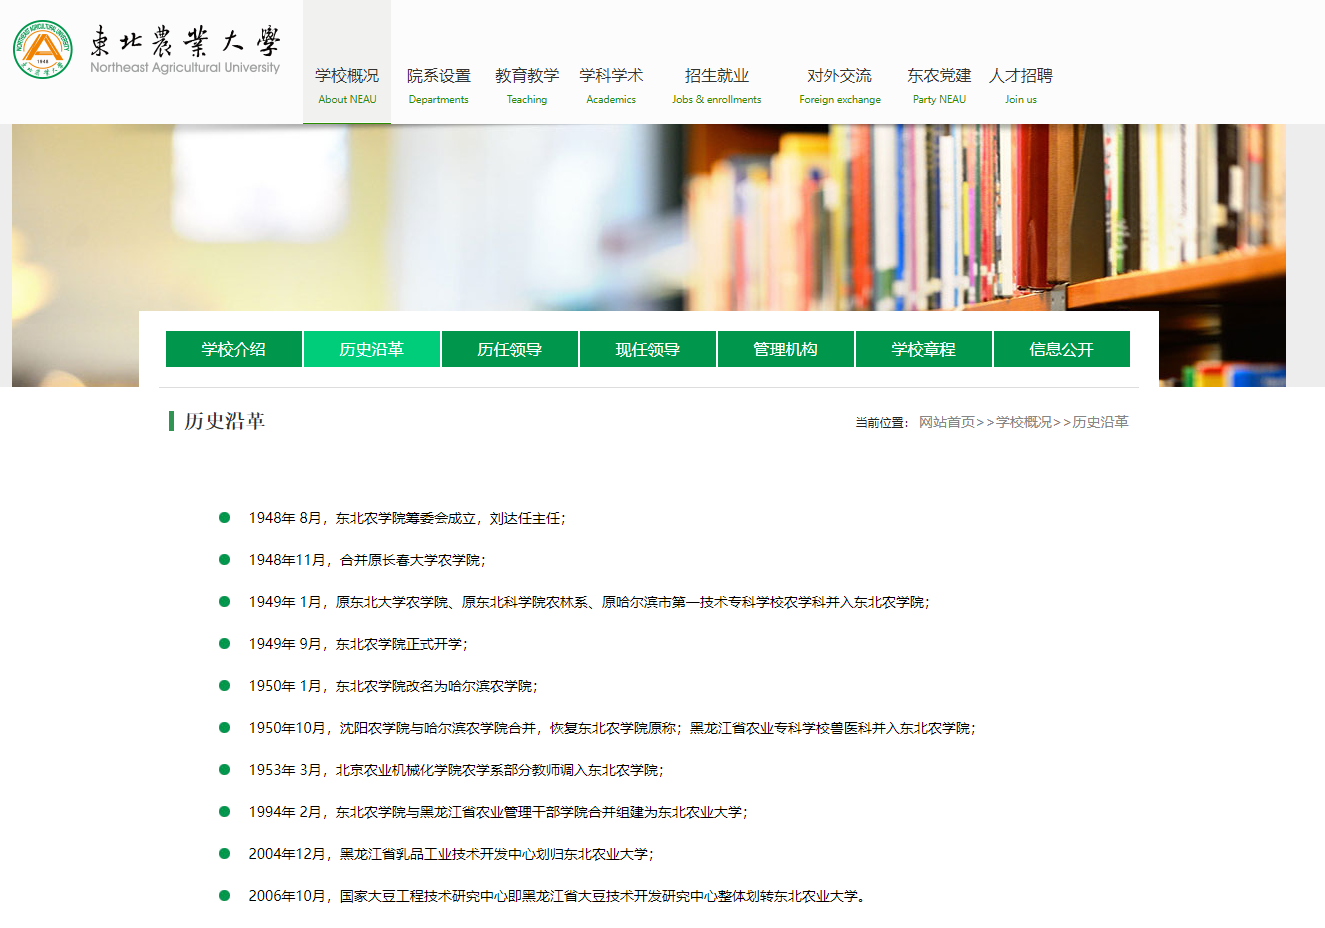 東北農業大學
Northeast Agricultural University
学校概况 院系设置 教育教学 学科学术 招生就业 对外交流 东农党建 人才招聘
About NEAU Departments Teaching Academics Jobs & enrollments Foreign exchange Party NEAU Join us
学校介绍 历史沿革 历任领导 现任领导 管理机构 学校章程 信息公开
历史沿革
当前位置： 网站首页>>学校概况>>历史沿革
1948年 8月，东北农学院筹委会成立，刘达任主任；
1948年11月，合并原长春大学农学院；
1949年 1月，原东北大学农学院、原东北科学院农林系、原哈尔滨市第一技术专科学校农学科并入东北农学院；
1949年 9月，东北农学院正式开学；
1950年 1月，东北农学院改名为哈尔滨农学院；
1950年10月，沈阳农学院与哈尔滨农学院合并，恢复东北农学院原称；黑龙江省农业专科学校兽医科并入东北农学院；
1953年 3月，北京农业机械化学院农学系部分教师调入东北农学院；
1994年 2月，东北农学院与黑龙江省农业管理干部学院合并组建为东北农业大学；
2004年12月，黑龙江省乳品工业技术开发中心划归东北农业大学；
2006年10月，国家大豆工程技术研究中心即黑龙江省大豆技术开发研究中心整体划转东北农业大学。